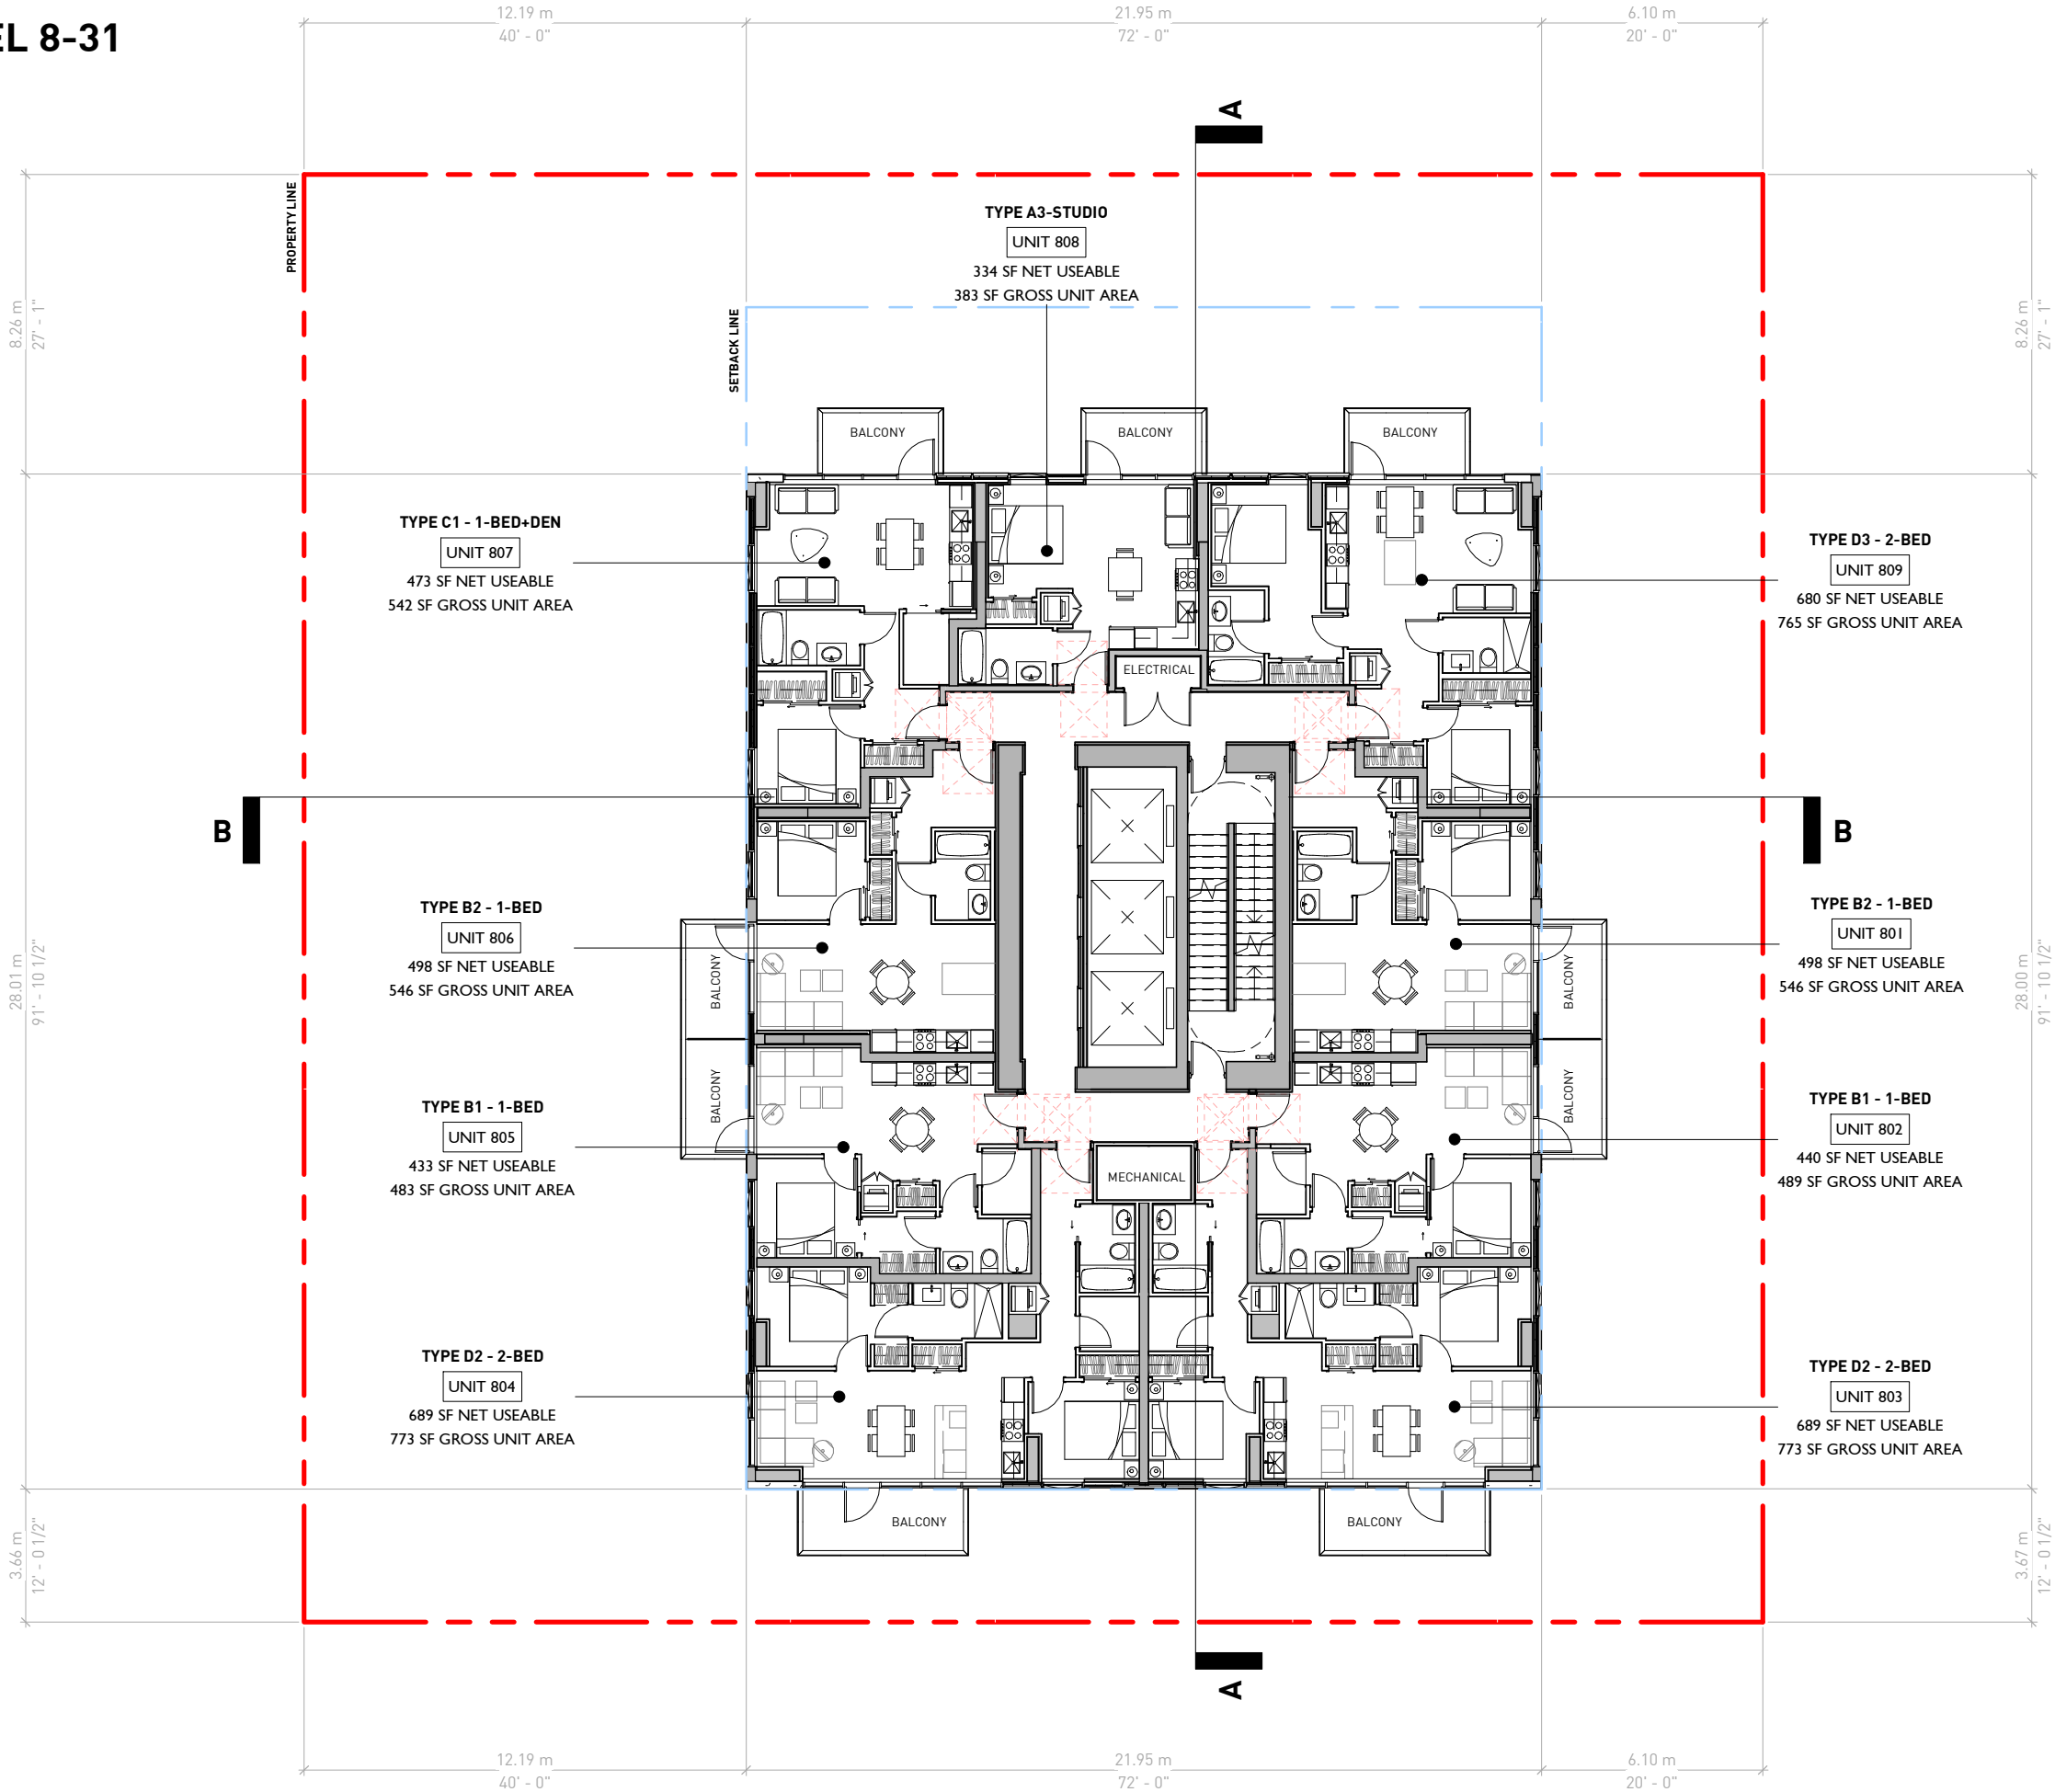 EL 8-31
12.19 m
40' - 0"
21.95 m
72' - 0"
6.10 m
20' - 0"
A
PROPERTY LINE
SETBACK LINE
8.26 m
27' - 1"
8.26 m
27' - 1"
TYPE A3-STUDIO
UNIT 808
334 SF NET USEABLE
383 SF GROSS UNIT AREA
BALCONY
BALCONY
BALCONY
TYPE C1 - 1-BED+DEN
UNIT 807
473 SF NET USEABLE
542 SF GROSS UNIT AREA
TYPE D3 - 2-BED
UNIT 809
680 SF NET USEABLE
765 SF GROSS UNIT AREA
ELECTRICAL
B
B
TYPE B2 - 1-BED
UNIT 806
498 SF NET USEABLE
546 SF GROSS UNIT AREA
TYPE B2 - 1-BED
UNIT 801
498 SF NET USEABLE
546 SF GROSS UNIT AREA
BALCONY
BALCONY
28.01 m
91' - 10 1/2"
28.00 m
91' - 10 1/2"
BALCONY
BALCONY
TYPE B1 - 1-BED
UNIT 805
433 SF NET USEABLE
483 SF GROSS UNIT AREA
TYPE B1 - 1-BED
UNIT 802
440 SF NET USEABLE
489 SF GROSS UNIT AREA
MECHANICAL
TYPE D2 - 2-BED
UNIT 804
689 SF NET USEABLE
773 SF GROSS UNIT AREA
TYPE D2 - 2-BED
UNIT 803
689 SF NET USEABLE
773 SF GROSS UNIT AREA
BALCONY
BALCONY
3.66 m
12' - 0 1/2"
3.67 m
12' - 0 1/2"
A
12.19 m
40' - 0"
21.95 m
72' - 0"
6.10 m
20' - 0"